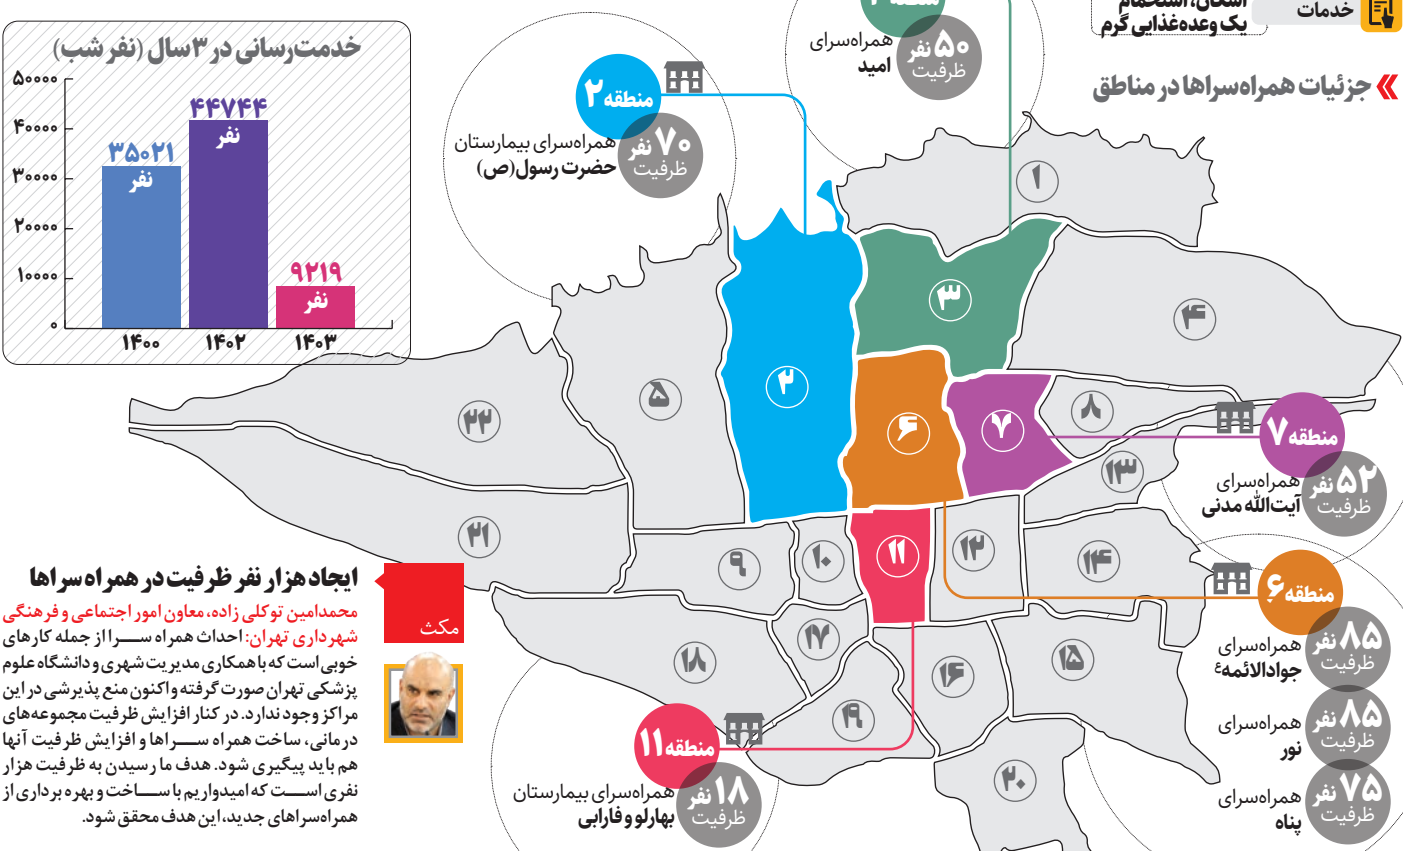 خدمات
اسکان، استحمام
یک وعده‌غذایی گرم
جزئیات همراه‌سراها در مناطق
منطقه ۳
۵۰ نفر
ظرفیت
همراه‌سرای
امید
منطقه ۲
۷۰ نفر
ظرفیت
همراه‌سرای بیمارستان
حضرت رسول(ص)
خدمت‌رسانی در ۳ سال (نفر شب)
۵۰۰۰۰
۴۰۰۰۰
۳۰۰۰۰
۲۰۰۰۰
۱۰۰۰۰
۰
۳۵۰۲۱
نفر
۴۴۷۴۴
نفر
۹۲۱۹
نفر
۱۴۰۰
۱۴۰۲
۱۴۰۳
۱
۳
۴
۲
۵
۲۲
۶
۷
۸
۱۳
۲۱
۹
۱۰
۱۱
۱۲
۱۴
۱۷
۱۸
۱۶
۱۵
۱۹
۲۰
منطقه ۷
۵۲ نفر
ظرفیت
همراه‌سرای
آیت‌الله مدنی
منطقه ۶
۸۵ نفر
ظرفیت
همراه‌سرای
جوادالائمه ع
۸۵ نفر
ظرفیت
همراه‌سرای
نور
۷۵ نفر
ظرفیت
همراه‌سرای
پناه
منطقه ۱۱
۱۸ نفر
ظرفیت
همراه‌سرای بیمارستان
بهارلو و فارابی
مکث
ایجاد هزار نفر ظرفیت در همراه سراها
محمدامین توکلی زاده، معاون امور اجتماعی و فرهنگی
شهرداری تهران: احداث همراه ســـرا از جمله کارهای
خوبی است که با همکاری مدیریت شهری و دانشگاه علوم
پزشکی تهران صورت گرفته و اکنون منع پذیرشی در این
مراکز وجود ندارد. در کنار افزایش ظرفیت مجموعه‌های
درمانی، ساخت همراه ســـراها و افزایش ظرفیت آنها
هم باید پیگیری شود. هدف ما رسیدن به ظرفیت هزار
نفری اســـت که امیدواریم با ســـاخت و بهره برداری از
همراه‌سراهای جدید، این هدف محقق شود.